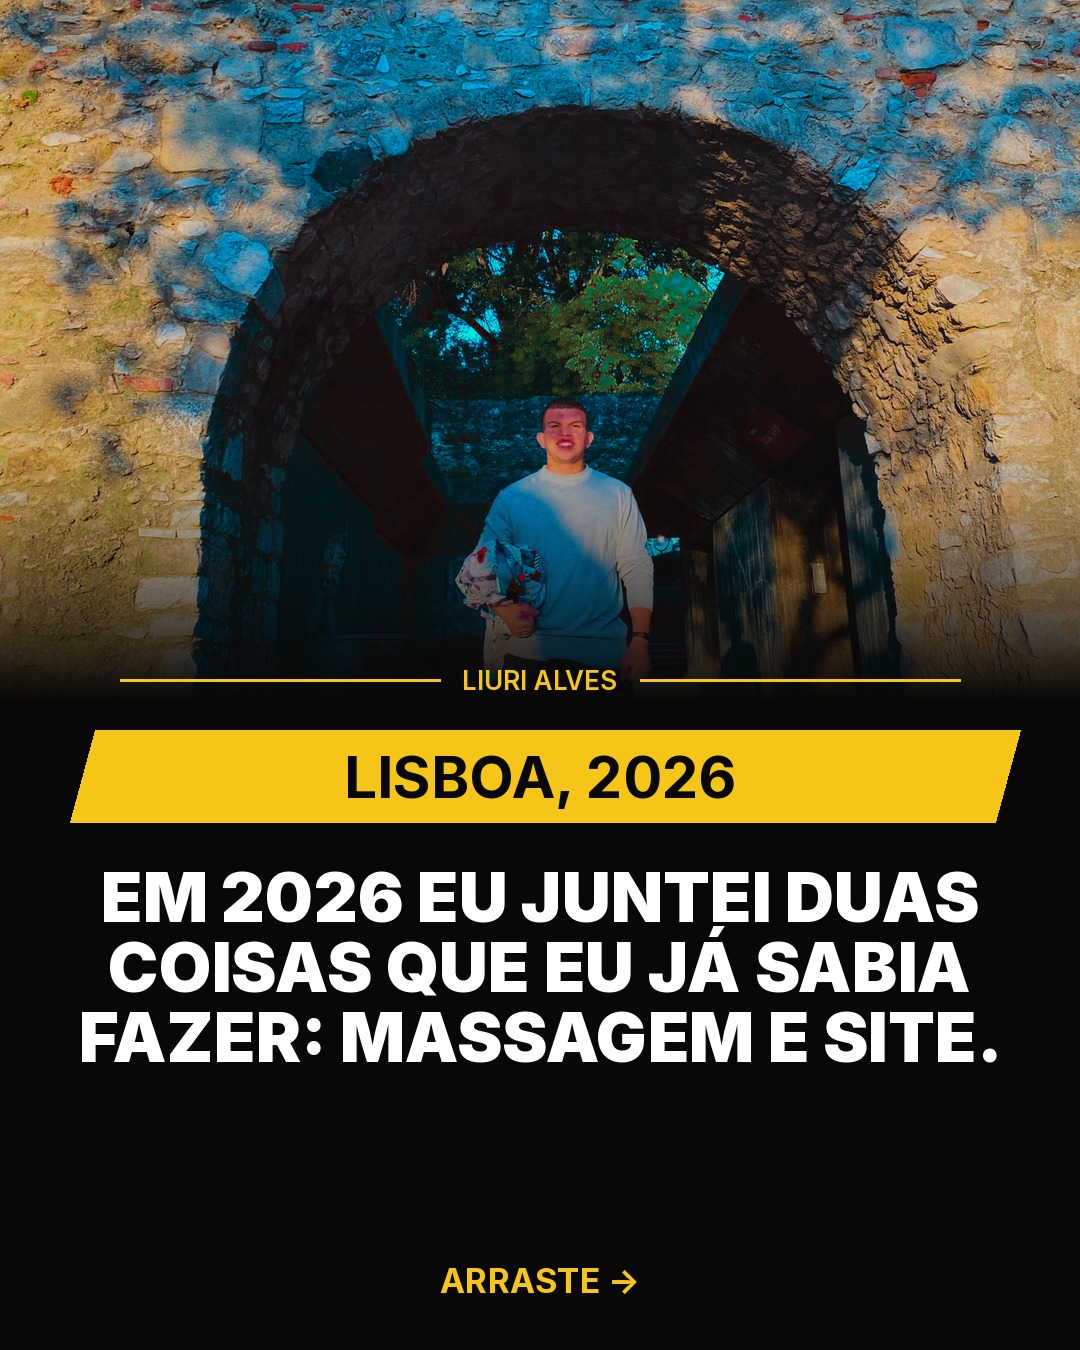 LIURI ALVES
LISBOA, 2026
EM 2026 EU JUNTEI DUAS
COISAS QUE EU JÁ SABIA
FAZER: MASSAGEM E SITE.
ARRASTE →